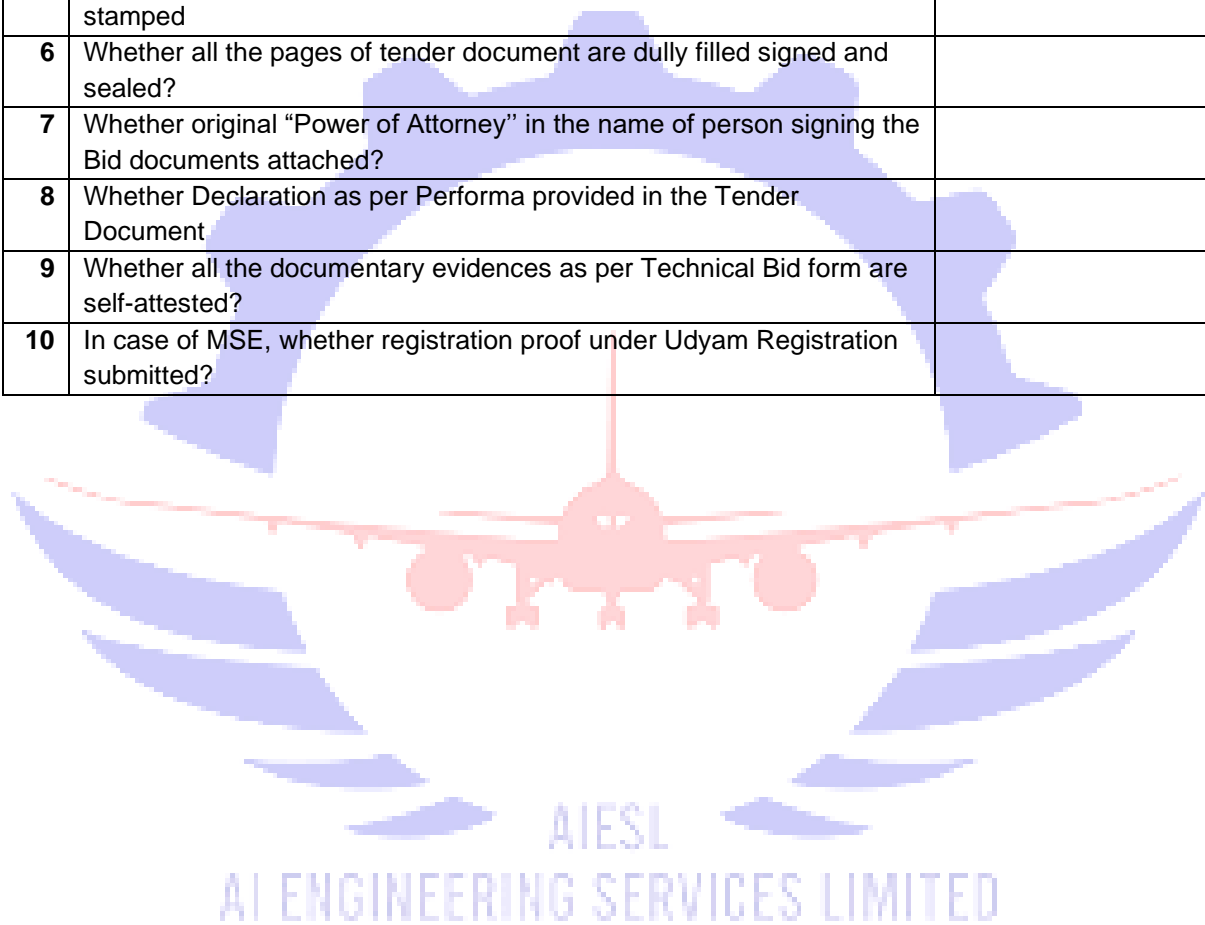 stamped
6 Whether all the pages of tender document are dully filled signed and
sealed?
7 Whether original “Power of Attorney’’ in the name of person signing the
Bid documents attached?
8 Whether Declaration as per Performa provided in the Tender
Document
9 Whether all the documentary evidences as per Technical Bid form are
self-attested?
10 In case of MSE, whether registration proof under Udyam Registration
submitted?
AIESL
AI ENGINEERING SERVICES LIMITED